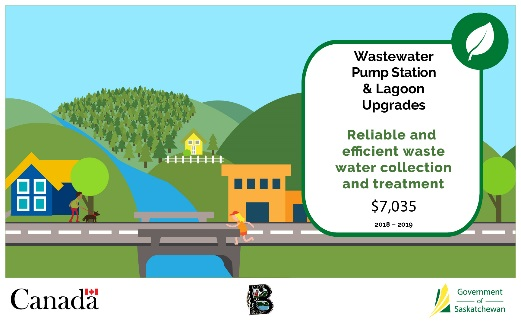 Wastewater
Pump Station
& Lagoon
Upgrades
Reliable and
efficient waste
water collection
and treatment
$7,035
2018 – 2019
Canada
B
Government
of
Saskatchewan